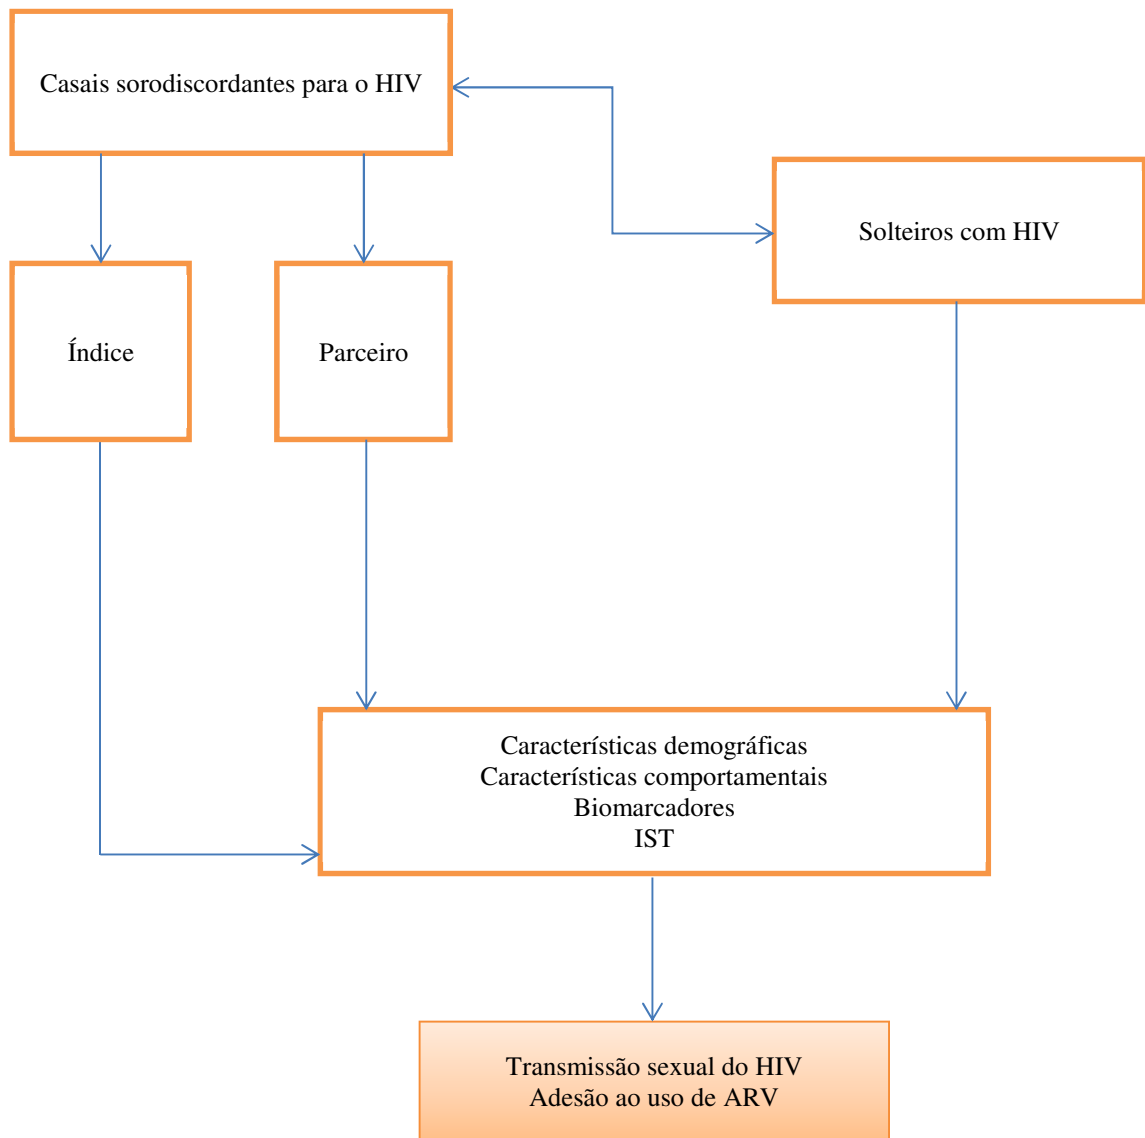 Casais sorodiscordantes para o HIV
Solteiros com HIV
Índice
Parceiro
Características demográficas
Características comportamentais
Biomarcadores
IST
Transmissão sexual do HIV
Adesão ao uso de ARV